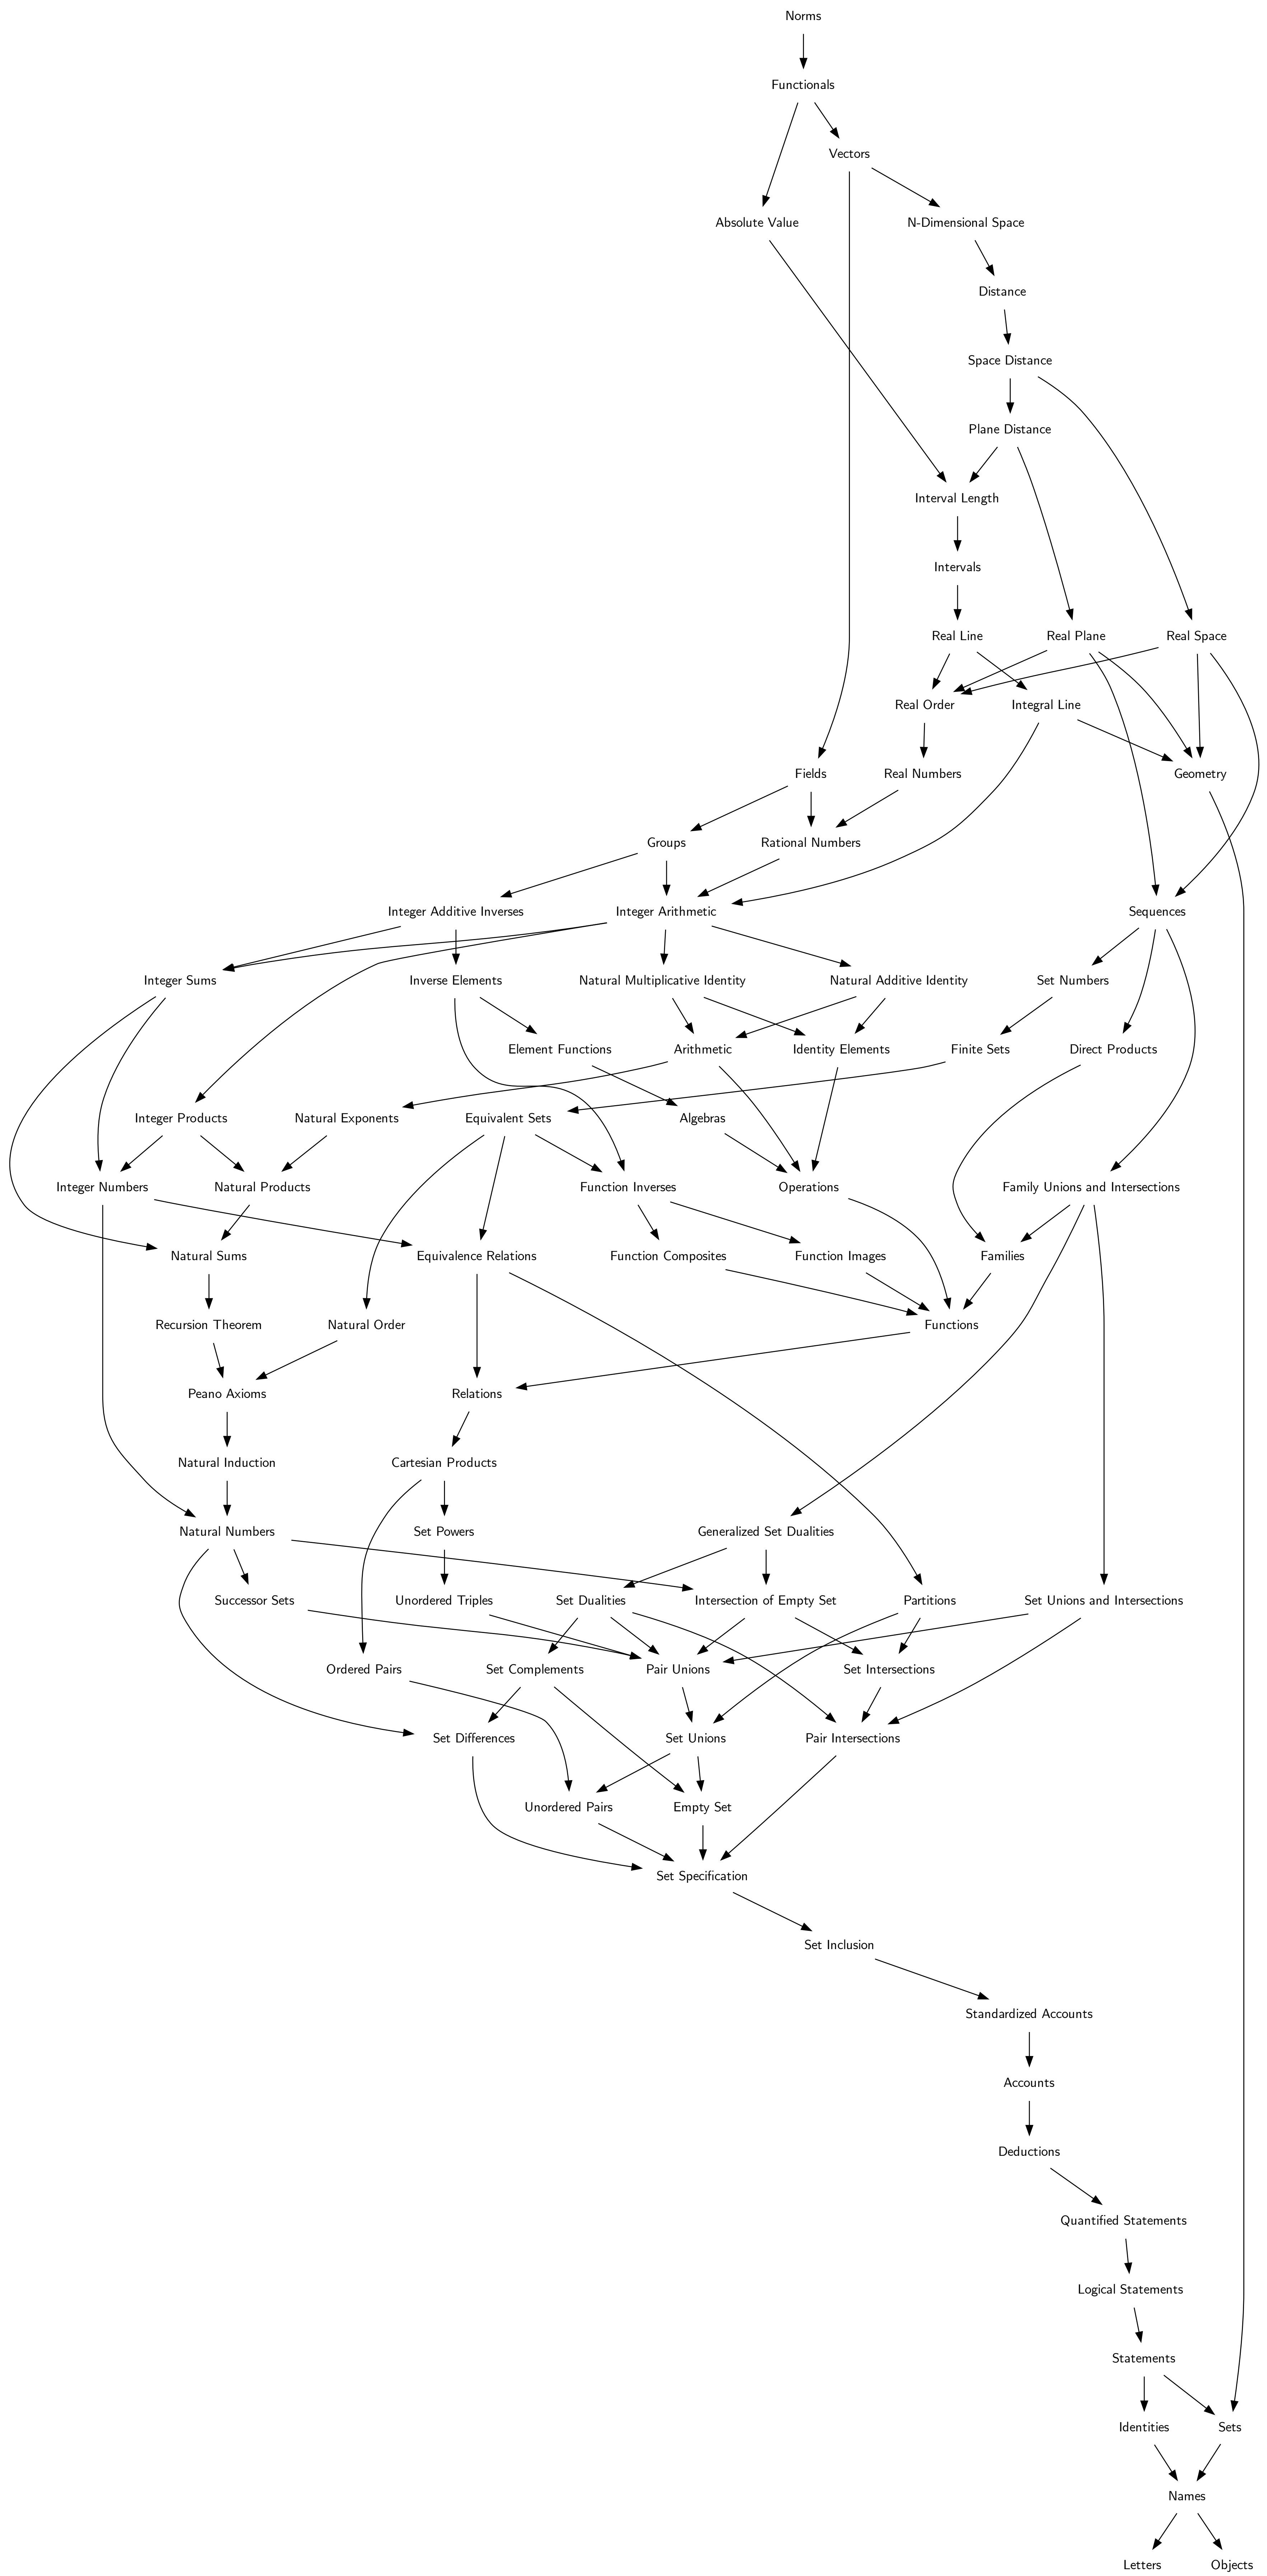 Norms
Functionals
Vectors
Absolute Value
N-Dimensional Space
Distance
Space Distance
Plane Distance
Interval Length
Intervals
Real Line
Real Plane
Real Space
Real Order
Integral Line
Fields
Real Numbers
Geometry
Groups
Rational Numbers
Integer Additive Inverses
Integer Arithmetic
Sequences
Integer Sums
Inverse Elements
Natural Multiplicative Identity
Natural Additive Identity
Set Numbers
Element Functions
Arithmetic
Identity Elements
Finite Sets
Direct Products
Integer Products
Natural Exponents
Equivalent Sets
Algebras
Integer Numbers
Natural Products
Function Inverses
Operations
Family Unions and Intersections
Natural Sums
Equivalence Relations
Function Composites
Function Images
Families
Recursion Theorem
Natural Order
Functions
Peano Axioms
Relations
Natural Induction
Cartesian Products
Natural Numbers
Set Powers
Generalized Set Dualities
Successor Sets
Unordered Triples
Set Dualities
Intersection of Empty Set
Partitions
Set Unions and Intersections
Ordered Pairs
Set Complements
Pair Unions
Set Intersections
Set Differences
Set Unions
Pair Intersections
Unordered Pairs
Empty Set
Set Specification
Set Inclusion
Standardized Accounts
Accounts
Deductions
Quantified Statements
Logical Statements
Statements
Identities
Sets
Names
Letters
Objects